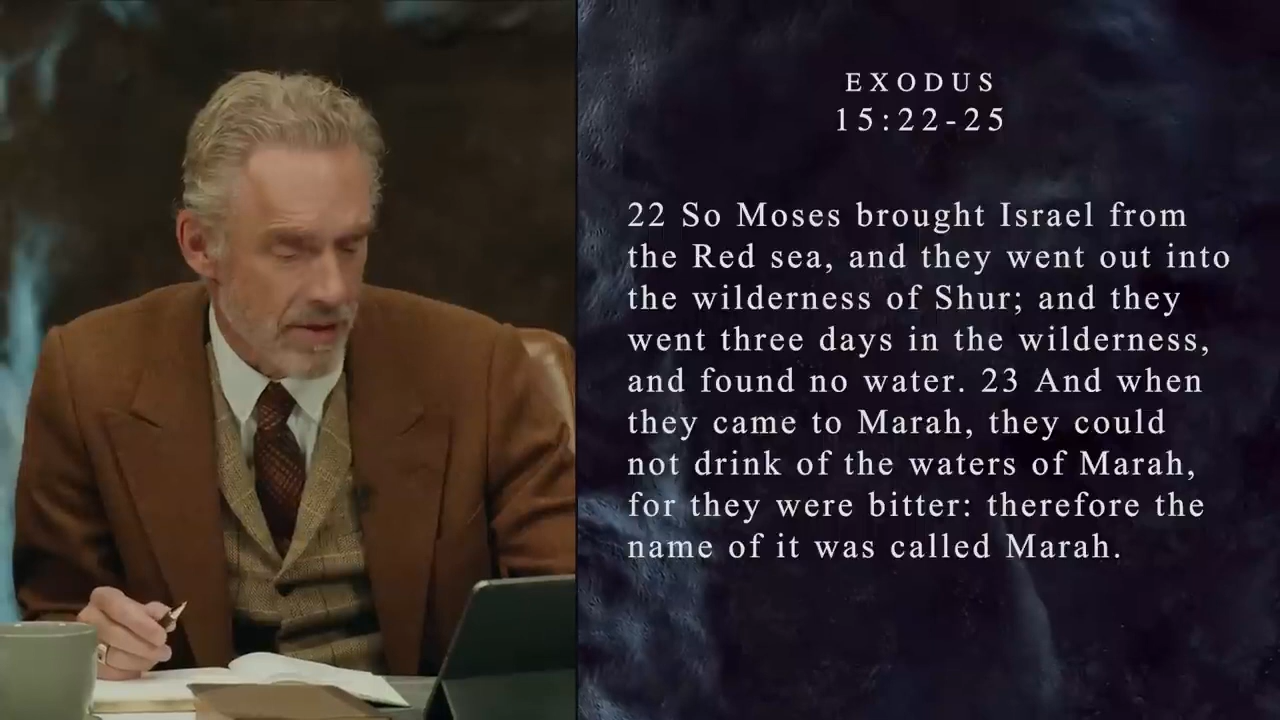 EXODUS
15:22-25
22 So Moses brought Israel from
the Red sea, and they went out into
the wilderness of Shur; and they
went three days in the wilderness,
and found no water. 23 And when
they came to Marah, they could
not drink of the waters of Marah,
for they were bitter: therefore the
name of it was called Marah.